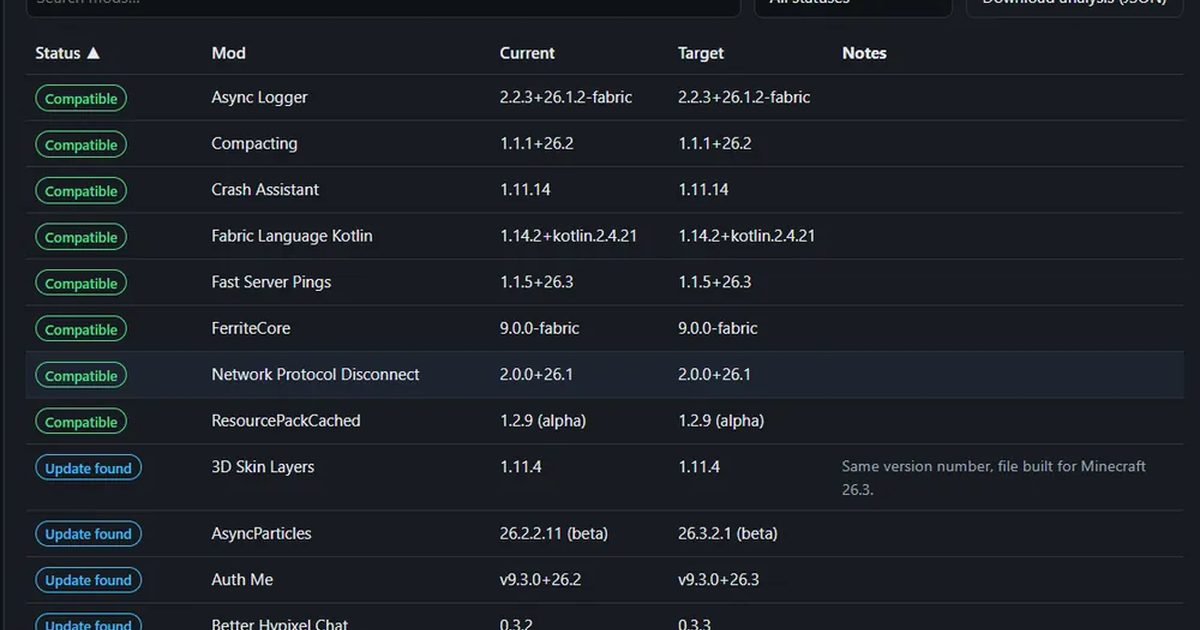 Search mods... All statuses Download analysis (JSON)
Status ▲ Mod Current Target Notes
Compatible Async Logger 2.2.3+26.1.2-fabric 2.2.3+26.1.2-fabric
Compatible Compacting 1.1.1+26.2 1.1.1+26.2
Compatible Crash Assistant 1.11.14 1.11.14
Compatible Fabric Language Kotlin 1.14.2+kotlin.2.4.21 1.14.2+kotlin.2.4.21
Compatible Fast Server Pings 1.1.5+26.3 1.1.5+26.3
Compatible FerriteCore 9.0.0-fabric 9.0.0-fabric
Compatible Network Protocol Disconnect 2.0.0+26.1 2.0.0+26.1
Compatible ResourcePackCached 1.2.9 (alpha) 1.2.9 (alpha)
Update found 3D Skin Layers 1.11.4 1.11.4 Same version number, file built for Minecraft
26.3.
Update found AsyncParticles 26.2.2.11 (beta) 26.3.2.1 (beta)
Update found Auth Me v9.3.0+26.2 v9.3.0+26.3
Update found Better Hypixel Chat 0.3.2 0.3.3